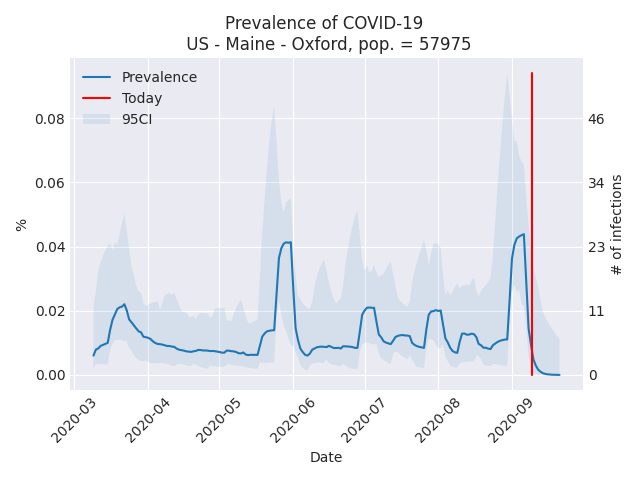 Prevalence of COVID-19
US - Maine - Oxford, pop. = 57975
Prevalence
Today
95CI
0.08
0.06
0.04
0.02
0.00
%
46
34
23
11
0
# of infections
2020-03
2020-04
2020-05
2020-06
2020-07
2020-08
2020-09
Date